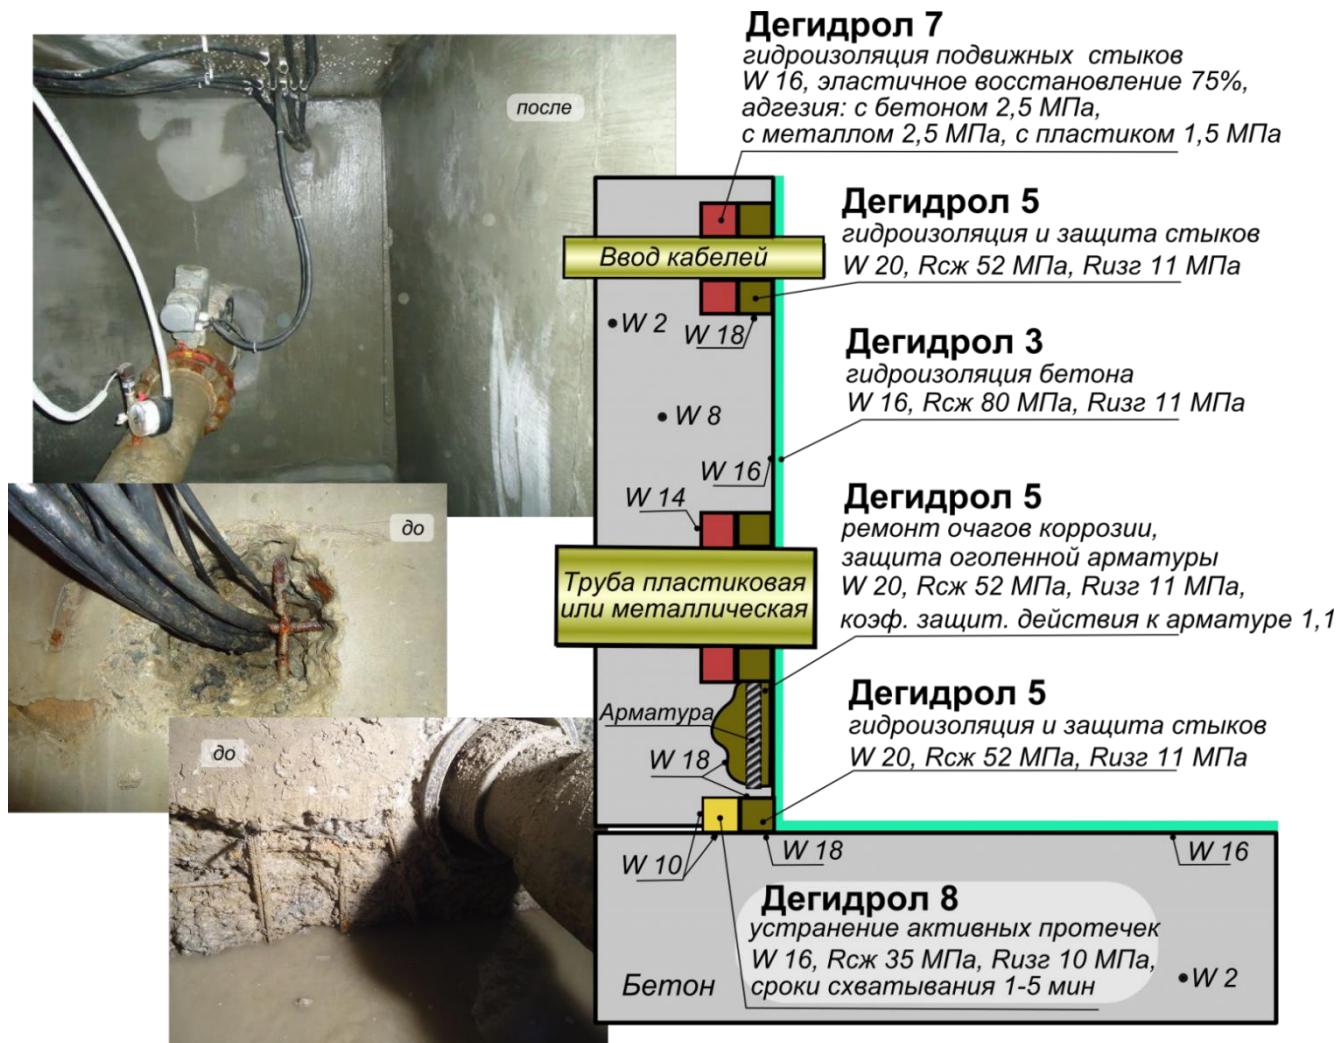 Дегидрол 7
гидроизоляция подвижных стыков
W 16, эластичное восстановление 75%,
адгезия: с бетоном 2,5 МПа,
с металлом 2,5 МПа, с пластиком 1,5 МПа
после
Дегидрол 5
гидроизоляция и защита стыков
W 20, Rсж 52 МПа, Rизг 11 МПа
Ввод кабелей
W 2
W 18
Дегидрол 3
гидроизоляция бетона
W 16, Rсж 80 МПа, Rизг 11 МПа
W 8
W 16
W 14
до
Дегидрол 5
ремонт очагов коррозии,
защита оголенной арматуры
W 20, Rсж 52 МПа, Rизг 11 МПа,
коэф. защит. действия к арматуре 1,1
Труба пластиковая
или металлическая
Дегидрол 5
гидроизоляция и защита стыков
W 20, Rсж 52 МПа, Rизг 11 МПа
Арматура
W 18
до
W 10
W 18
W 16
Дегидрол 8
устранение активных протечек
W 16, Rсж 35 МПа, Rизг 10 МПа,
сроки схватывания 1-5 мин
Бетон
W 2